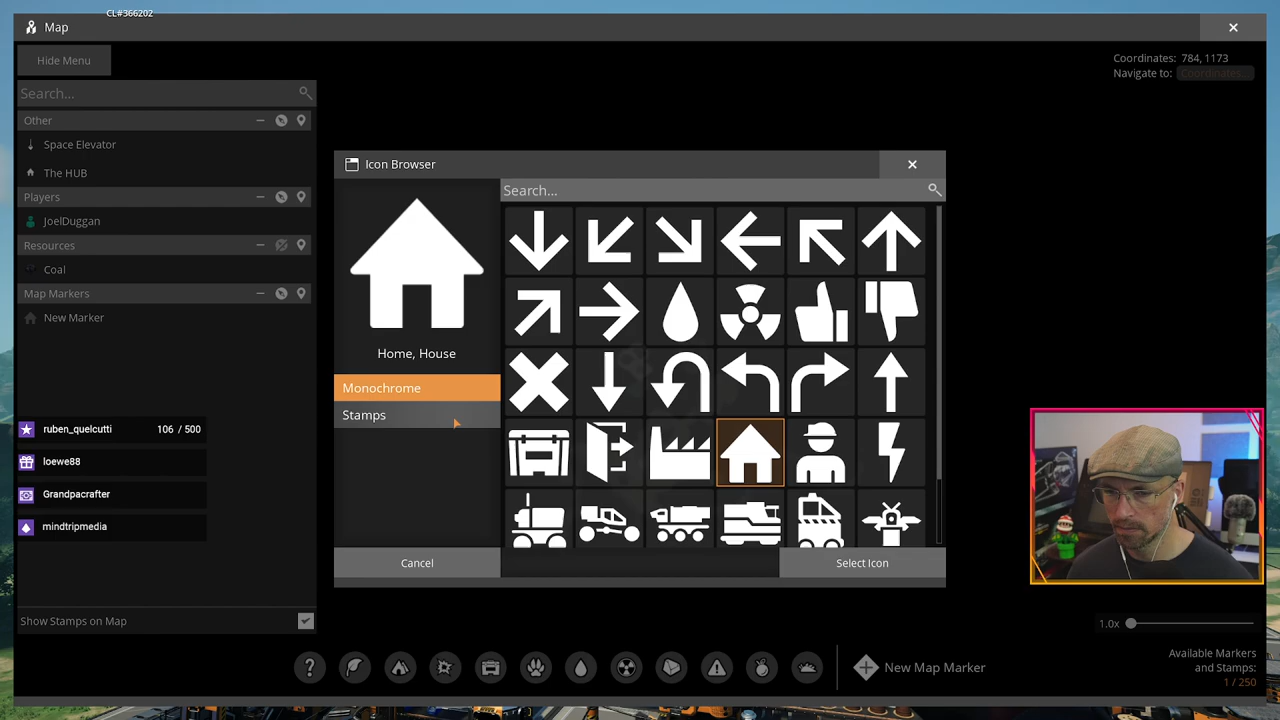 CL#366202
Map
Hide Menu
Coordinates: 784, 1173
Navigate to: Coordinates...
Search...
Other
Space Elevator
The HUB
Players
JoelDuggan
Resources
Coal
Map Markers
New Marker
Icon Browser
Search...
Home, House
Monochrome
Stamps
Cancel
Select Icon
ruben_quelcutti 106 / 500
loewe88
Grandpacrafter
mindtripmedia
Show Stamps on Map
1.0x
New Map Marker
Available Markers
and Stamps:
1 / 250